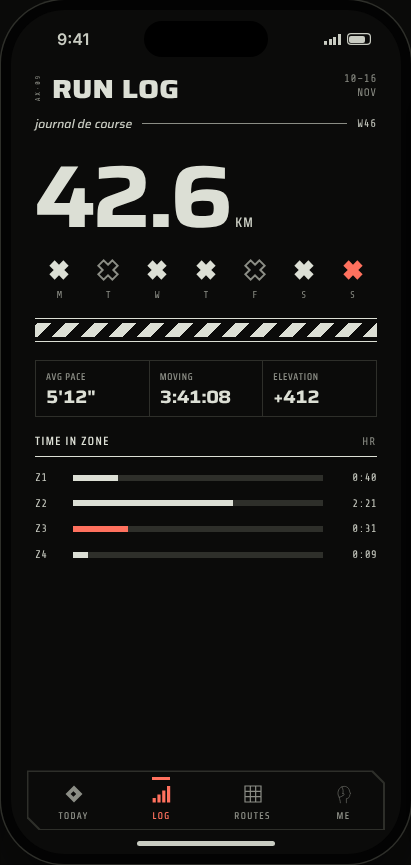 9:41
AX-09
RUN LOG
10–16
NOV
journal de course
W46
42.6 KM
M T W T F S S
AVG PACE MOVING ELEVATION
5'12" 3:41:08 +412
TIME IN ZONE HR
Z1 0:40
Z2 2:21
Z3 0:31
Z4 0:09
TODAY LOG ROUTES ME